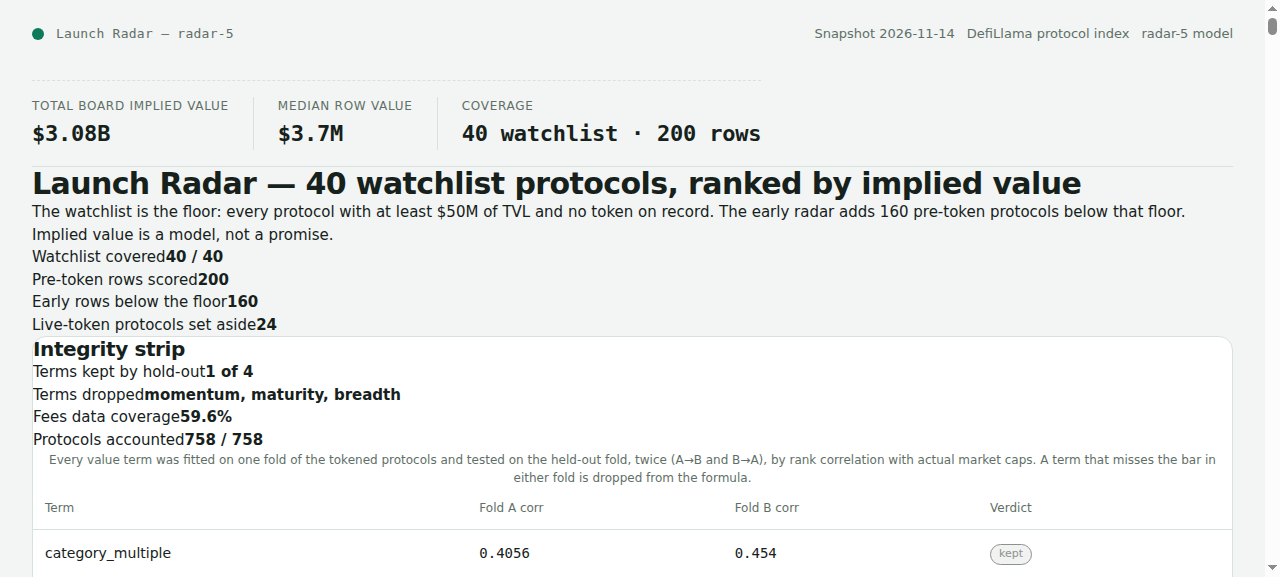 Launch Radar — radar-5
Snapshot 2026-11-14 DefiLlama protocol index radar-5 model
TOTAL BOARD IMPLIED VALUE
$3.08B
MEDIAN ROW VALUE
$3.7M
COVERAGE
40 watchlist · 200 rows
Launch Radar — 40 watchlist protocols, ranked by implied value
The watchlist is the floor: every protocol with at least $50M of TVL and no token on record. The early radar adds 160 pre-token protocols below that floor.
Implied value is a model, not a promise.
Watchlist covered40 / 40
Pre-token rows scored200
Early rows below the floor160
Live-token protocols set aside24
Integrity strip
Terms kept by hold-out1 of 4
Terms droppedmomentum, maturity, breadth
Fees data coverage59.6%
Protocols accounted758 / 758
Every value term was fitted on one fold of the tokened protocols and tested on the held-out fold, twice (A→B and B→A), by rank correlation with actual market caps. A term that misses the bar in
either fold is dropped from the formula.
Term Fold A corr Fold B corr Verdict
category_multiple 0.4056 0.454 kept